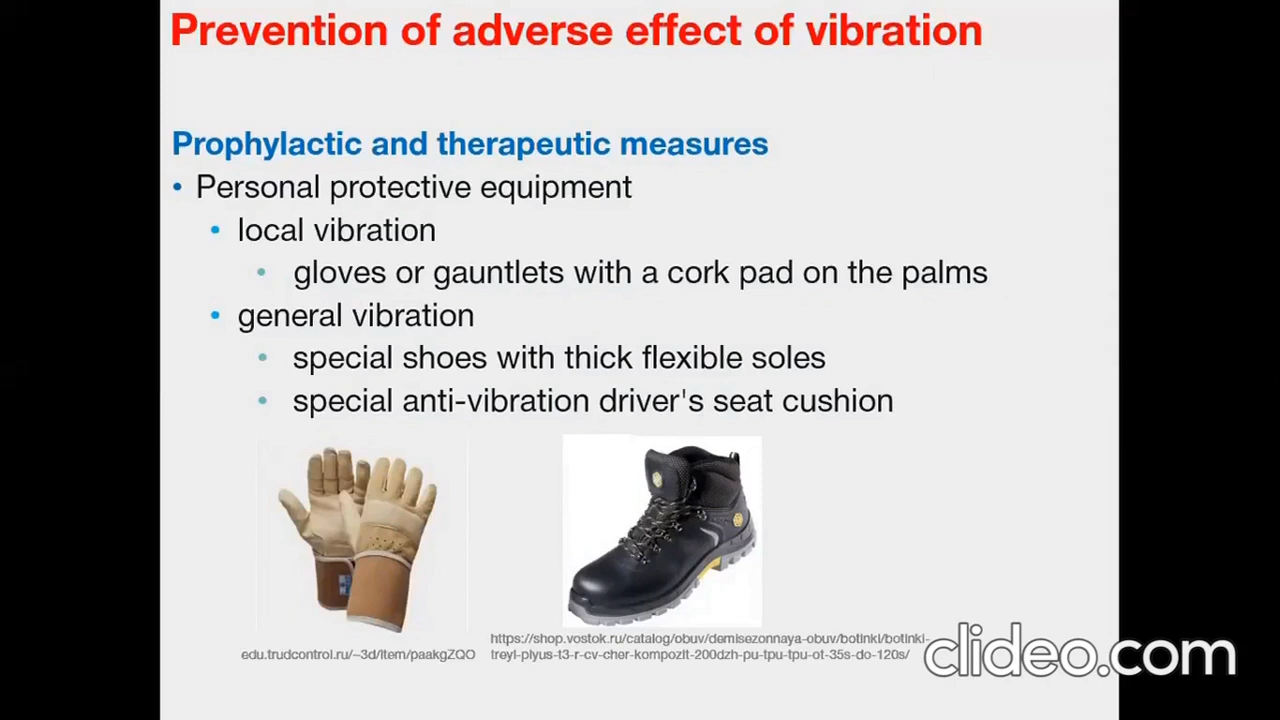 Prevention of adverse effect of vibration
Prophylactic and therapeutic measures
• Personal protective equipment
• local vibration
• gloves or gauntlets with a cork pad on the palms
• general vibration
• special shoes with thick flexible soles
• special anti-vibration driver's seat cushion
edu.trudcontrol.ru/~3d/item/paakgZQO
https://shop.vostok.ru/catalog/obuv/demisezonnaya-obuv/botinki/botinki-
treyl-plyus-t3-r-cv-cher-kompozit-200dzh-pu-tpu-tpu-ot-35s-do-120s/
clideo.com